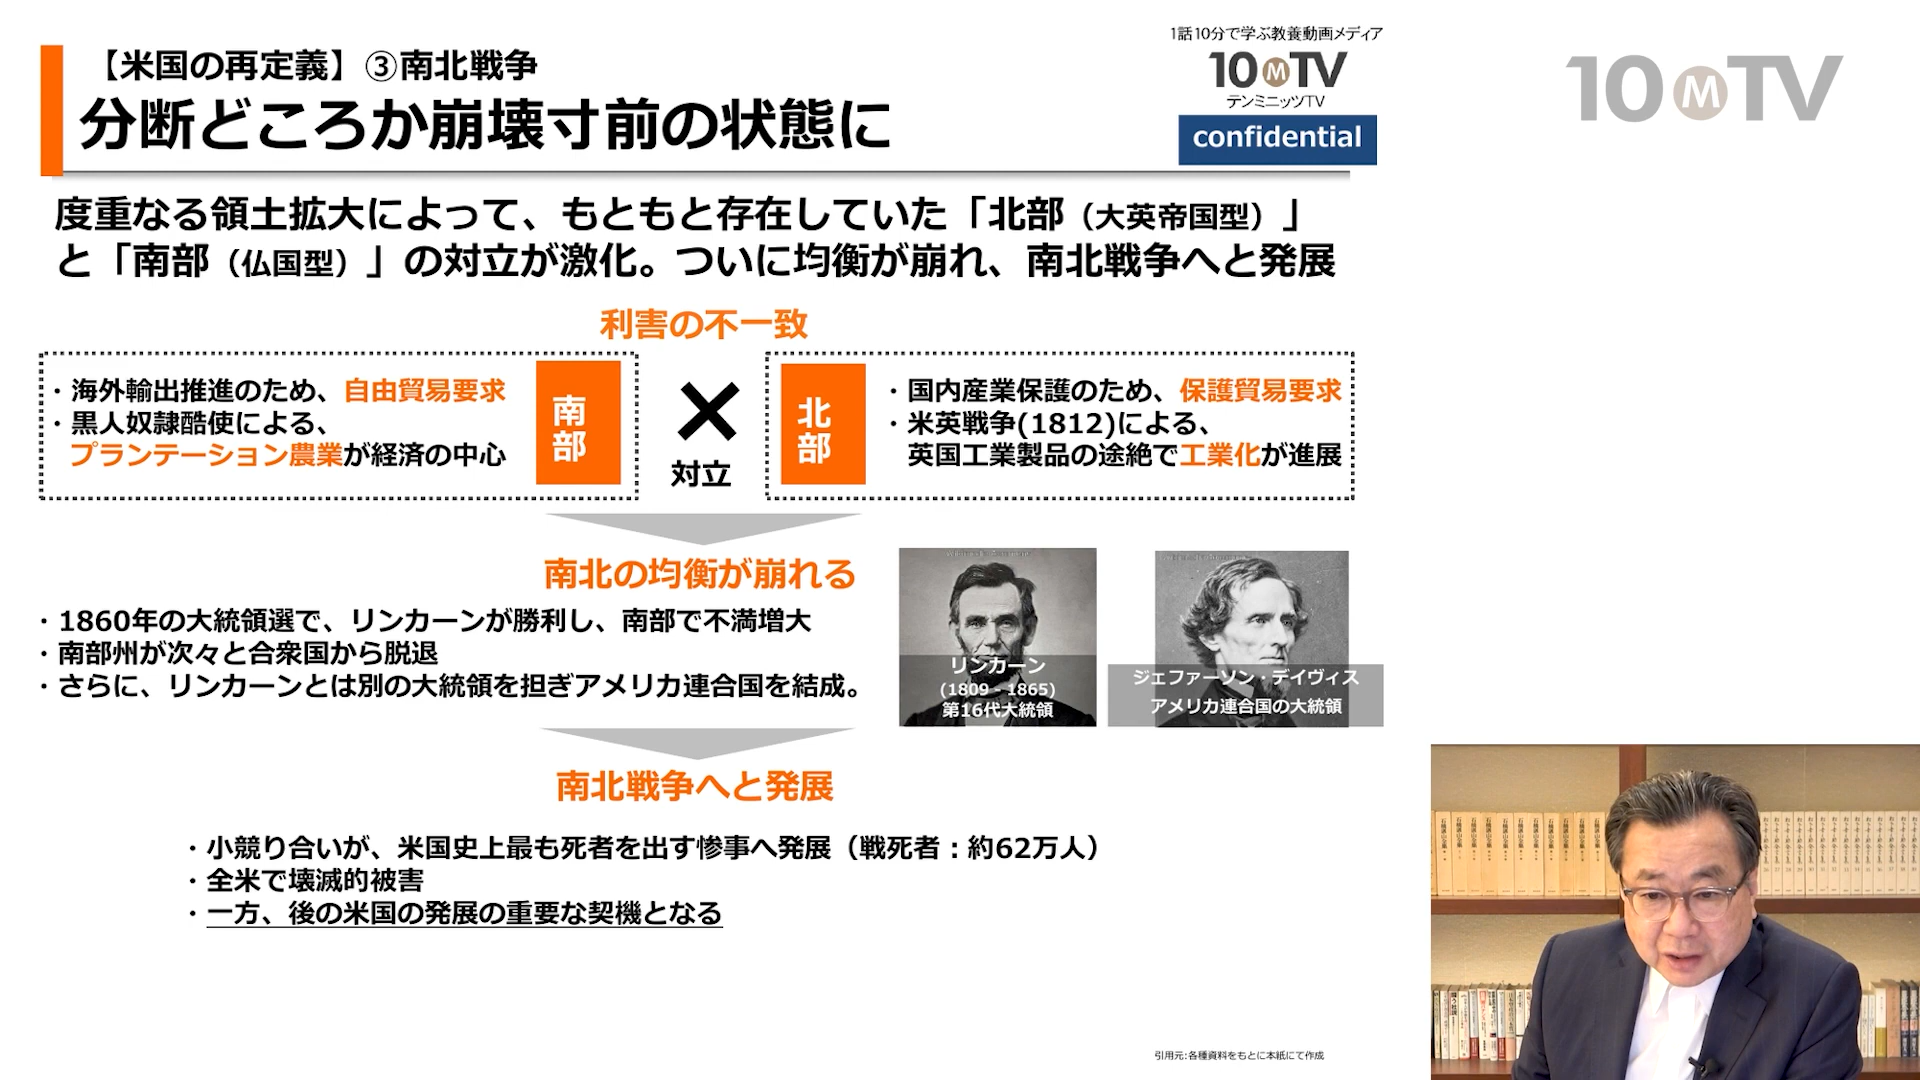 【米国の再定義】③南北戦争
分断どころか崩壊寸前の状態に
1話10分で学ぶ教養動画メディア
10MTV
テンミニッツTV
confidential
10MTV
度重なる領土拡大によって、もともと存在していた「北部（大英帝国型）」
と「南部（仏国型）」の対立が激化。ついに均衡が崩れ、南北戦争へと発展
利害の不一致
・海外輸出推進のため、自由貿易要求
・黒人奴隷酷使による、
プランテーション農業が経済の中心
南部
×
対立
北部
・国内産業保護のため、保護貿易要求
・米英戦争(1812)による、
英国工業製品の途絶で工業化が進展
南北の均衡が崩れる
・1860年の大統領選で、リンカーンが勝利し、南部で不満増大
・南部州が次々と合衆国から脱退
・さらに、リンカーンとは別の大統領を担ぎアメリカ連合国を結成。
リンカーン
(1809 - 1865)
第16代大統領
ジェファーソン・デイヴィス
アメリカ連合国の大統領
南北戦争へと発展
・小競り合いが、米国史上最も死者を出す惨事へ発展（戦死者：約62万人）
・全米で壊滅的被害
・一方、後の米国の発展の重要な契機となる
引用元:各種資料をもとに本紙にて作成